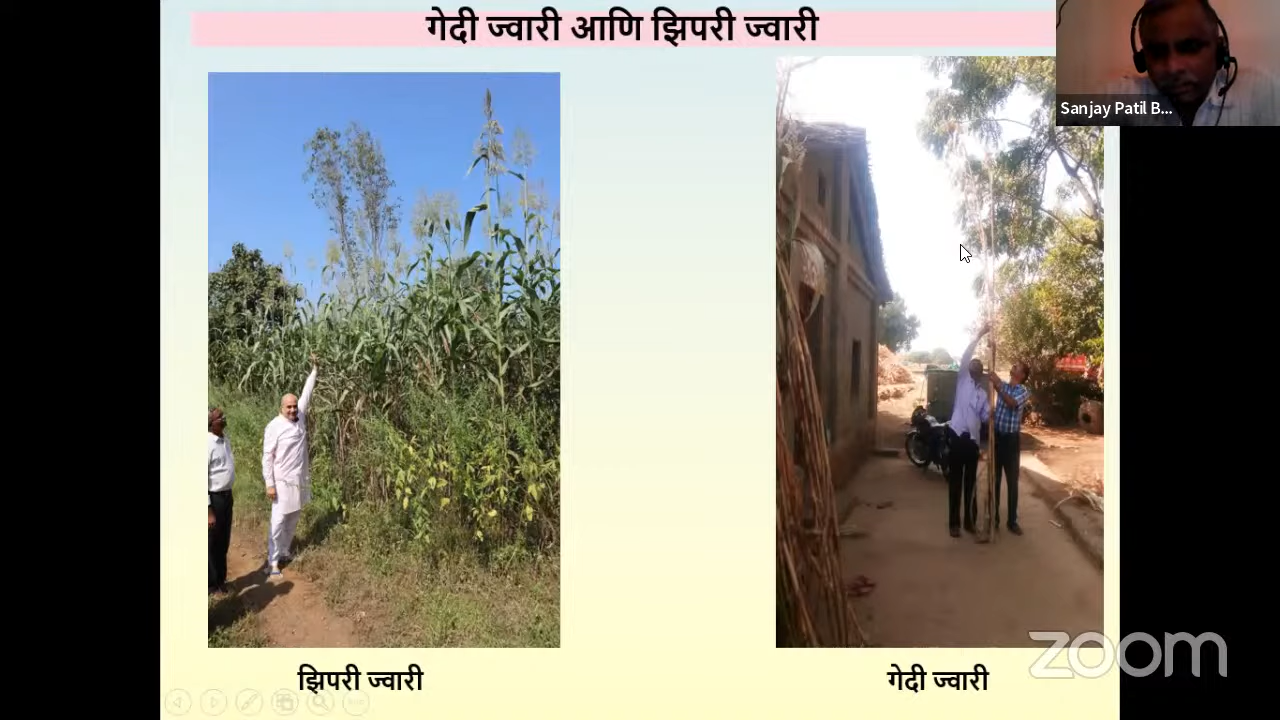 गेदी ज्वारी आणि झिपरी ज्वारी
Sanjay Patil B...
झिपरी ज्वारी
गेदी ज्वारी
zoom